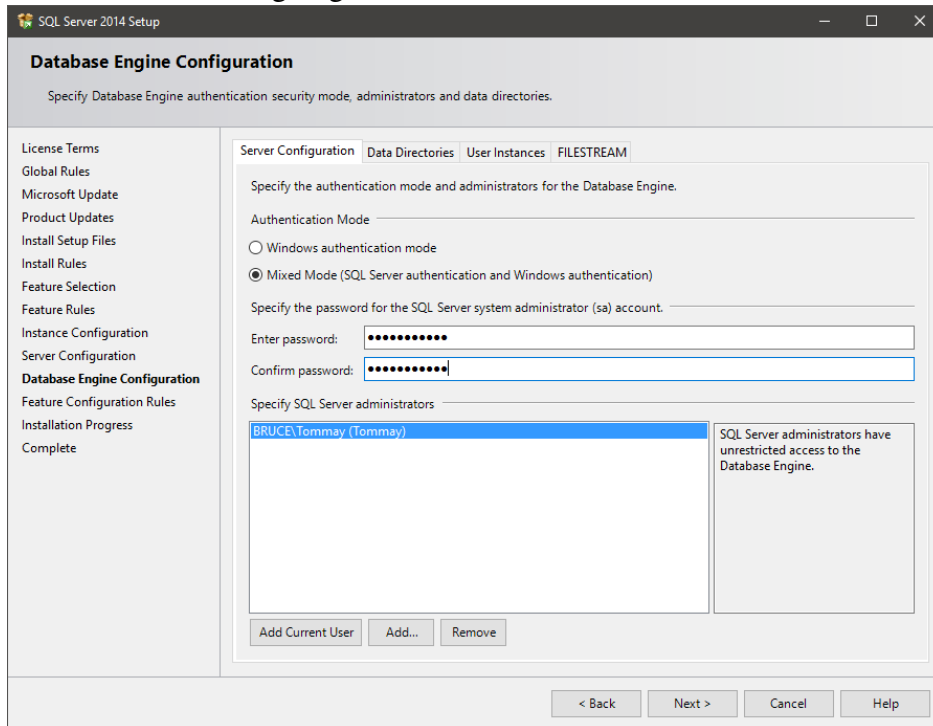 SQL Server 2014 Setup
Database Engine Configuration
Specify Database Engine authentication security mode, administrators and data directories.
License Terms
Global Rules
Microsoft Update
Product Updates
Install Setup Files
Install Rules
Feature Selection
Feature Rules
Instance Configuration
Server Configuration
Database Engine Configuration
Feature Configuration Rules
Installation Progress
Complete
Server Configuration Data Directories User Instances FILESTREAM
Specify the authentication mode and administrators for the Database Engine.
Authentication Mode
Windows authentication mode
Mixed Mode (SQL Server authentication and Windows authentication)
Specify the password for the SQL Server system administrator (sa) account.
Enter password: ●●●●●●●●●●●
Confirm password: ●●●●●●●●●●●
Specify SQL Server administrators
BRUCE\Tommay (Tommay)
SQL Server administrators have
unrestricted access to the
Database Engine.
Add Current User Add... Remove
< Back Next > Cancel Help